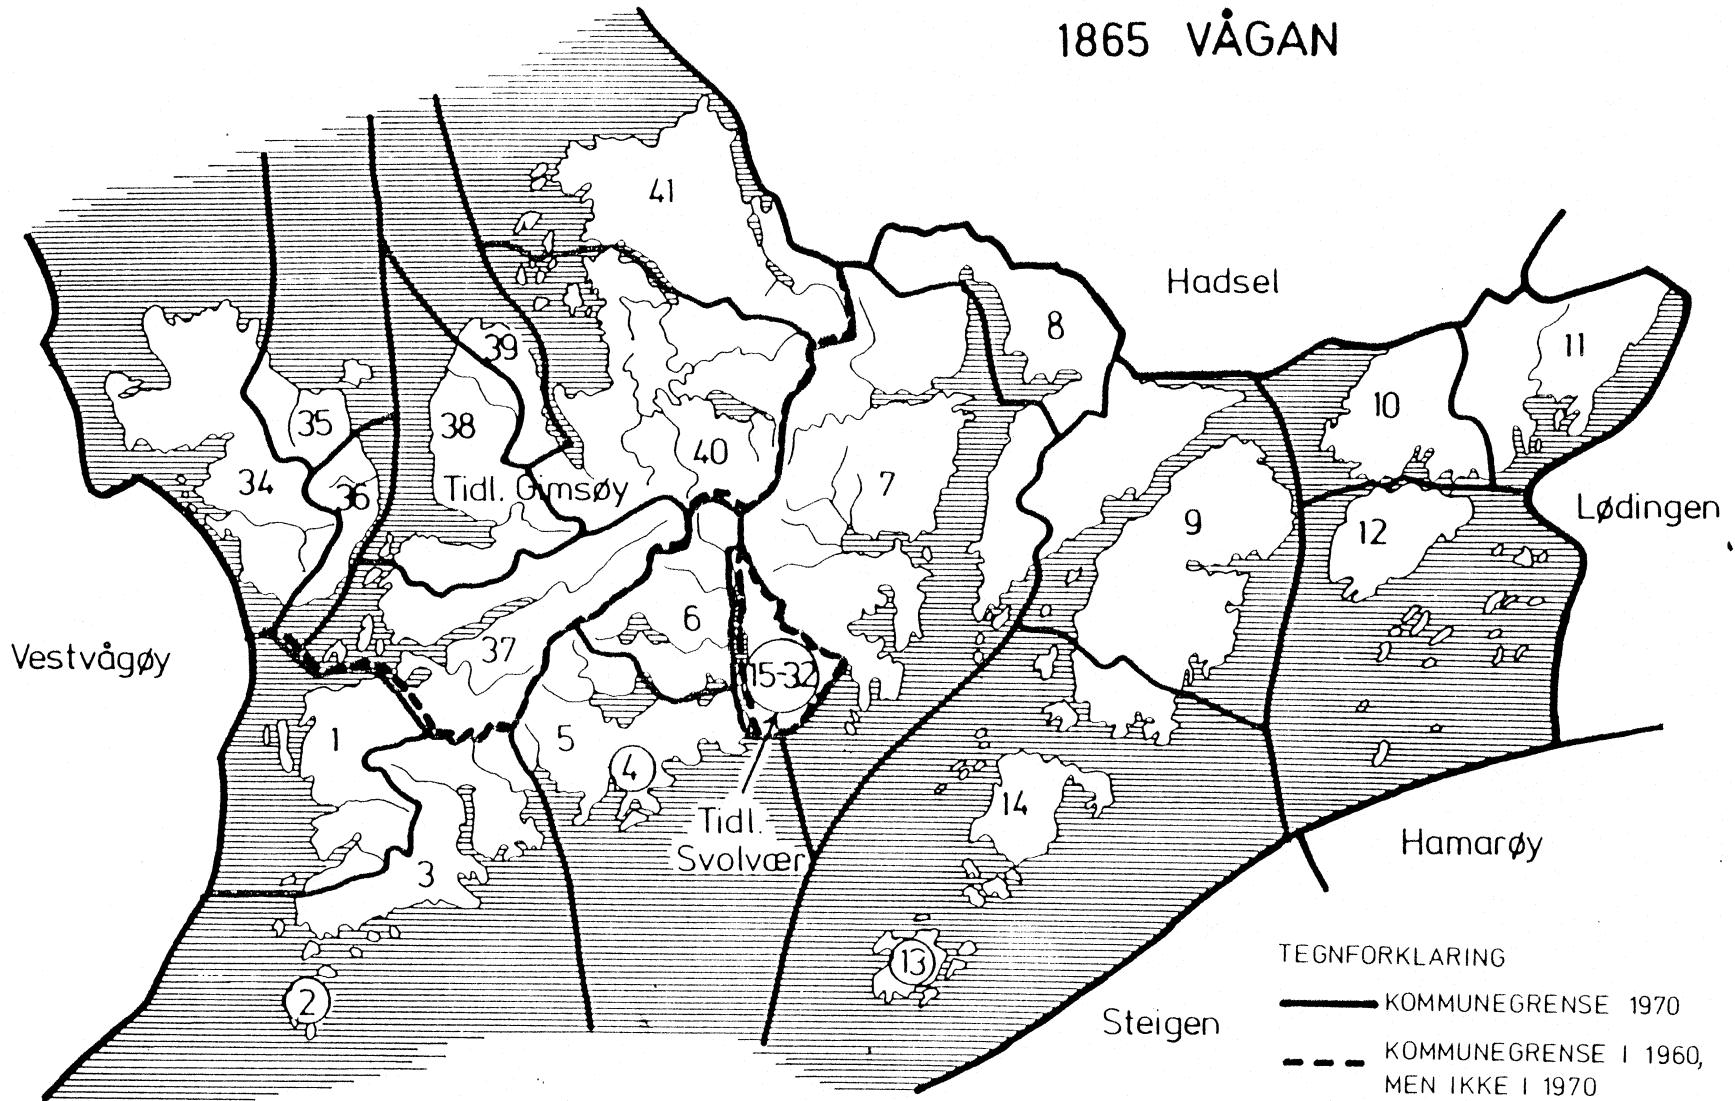 1865 VÅGAN
41
Hadsel
8
11
39
10
35
38
40
34
36
Tidl. Gimsøy
7
9
12
Lødingen
6
37
15-32
Vestvågøy
1
5
4
14
Tidl.
Svolvær
3
Hamarøy
13
2
Steigen
TEGNFORKLARING
KOMMUNEGRENSE 1970
KOMMUNEGRENSE I 1960,
MEN IKKE I 1970